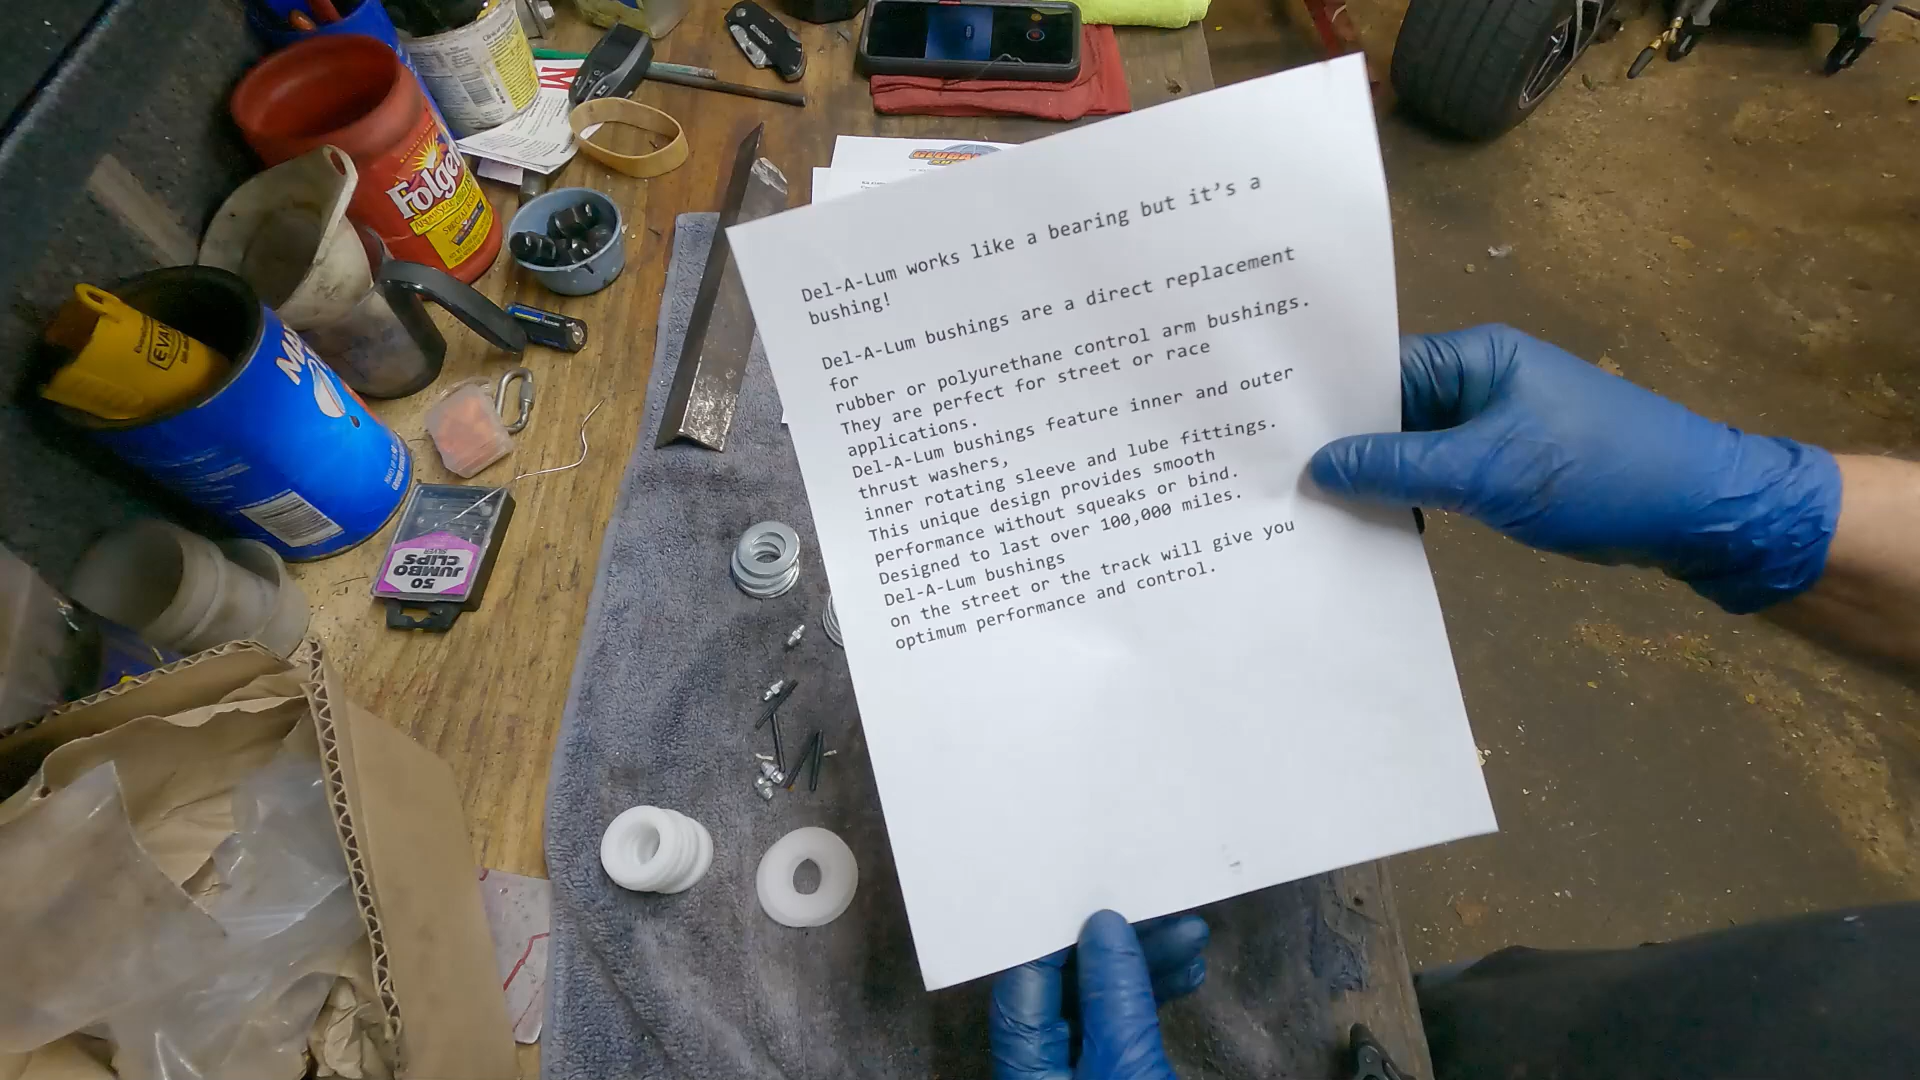 Del-A-Lum works like a bearing but it's a
bushing!
Del-A-Lum bushings are a direct replacement
for
rubber or polyurethane control arm bushings.
They are perfect for street or race
applications.
Del-A-Lum bushings feature inner and outer
thrust washers,
inner rotating sleeve and lube fittings.
This unique design provides smooth
performance without squeaks or bind.
Designed to last over 100,000 miles.
Del-A-Lum bushings
on the street or the track will give you
optimum performance and control.
Folgers
SPECIAL ROAST
EVAN
50
JUMBO
CLIPS
SILVER
M